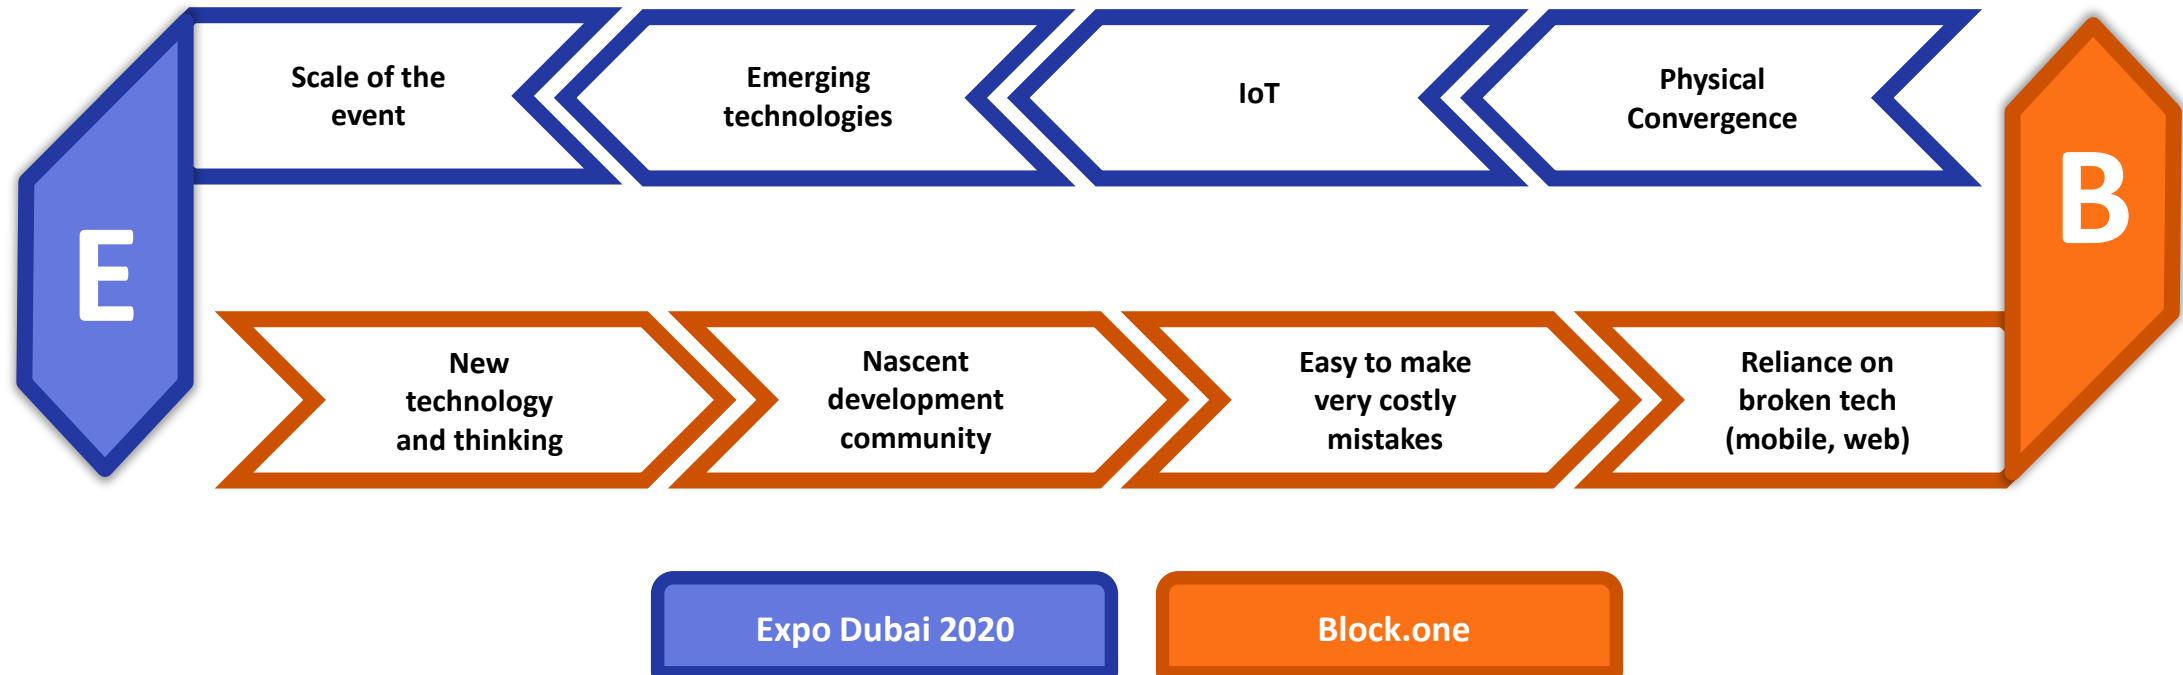 Scale of the
event
Emerging
technologies
IoT
Physical
Convergence
E
B
New
technology
and thinking
Nascent
development
community
Easy to make
very costly
mistakes
Reliance on
broken tech
(mobile, web)
Expo Dubai 2020
Block.one